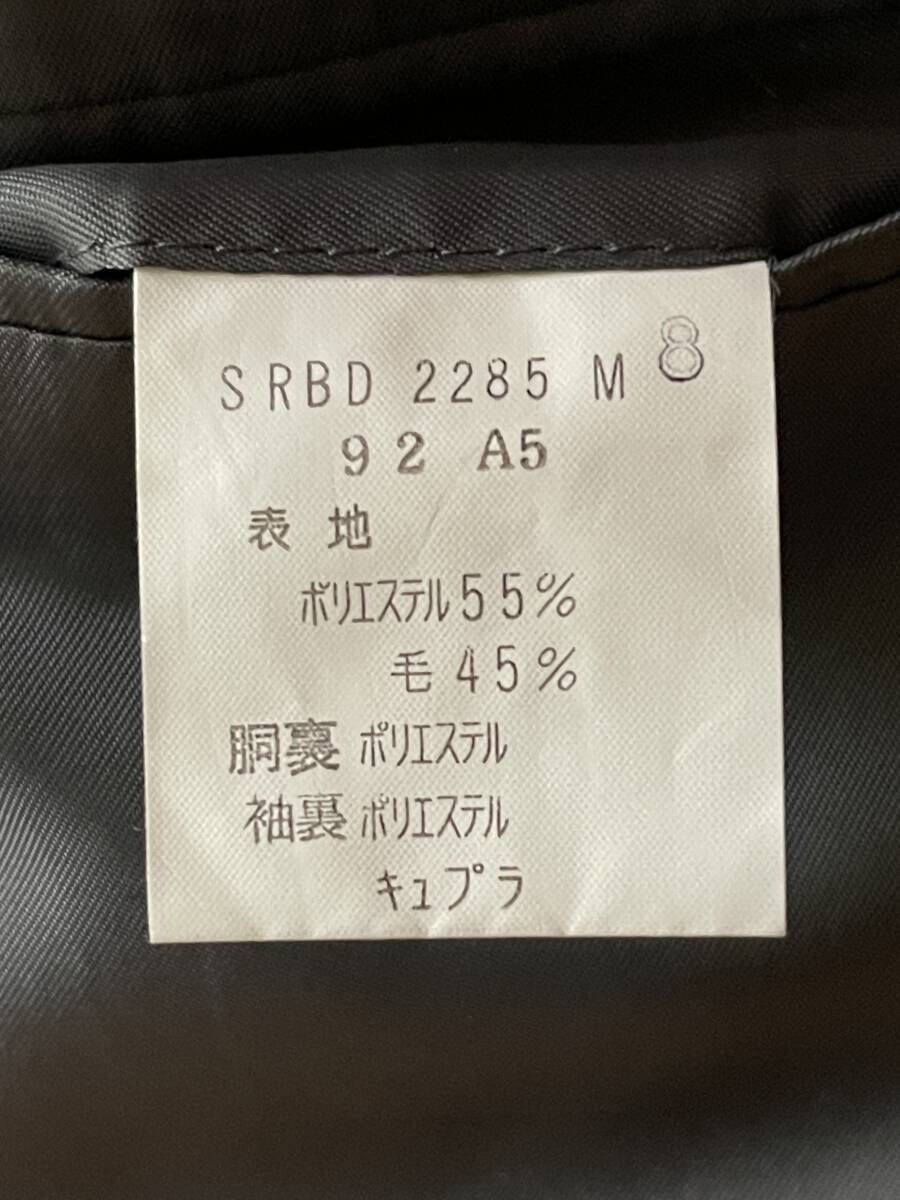 SRBD 2285 M 8
92 A5
表地
ポリエステル55%
毛45%
胴裏 ポリエステル
袖裏 ポリエステル
キュプラ